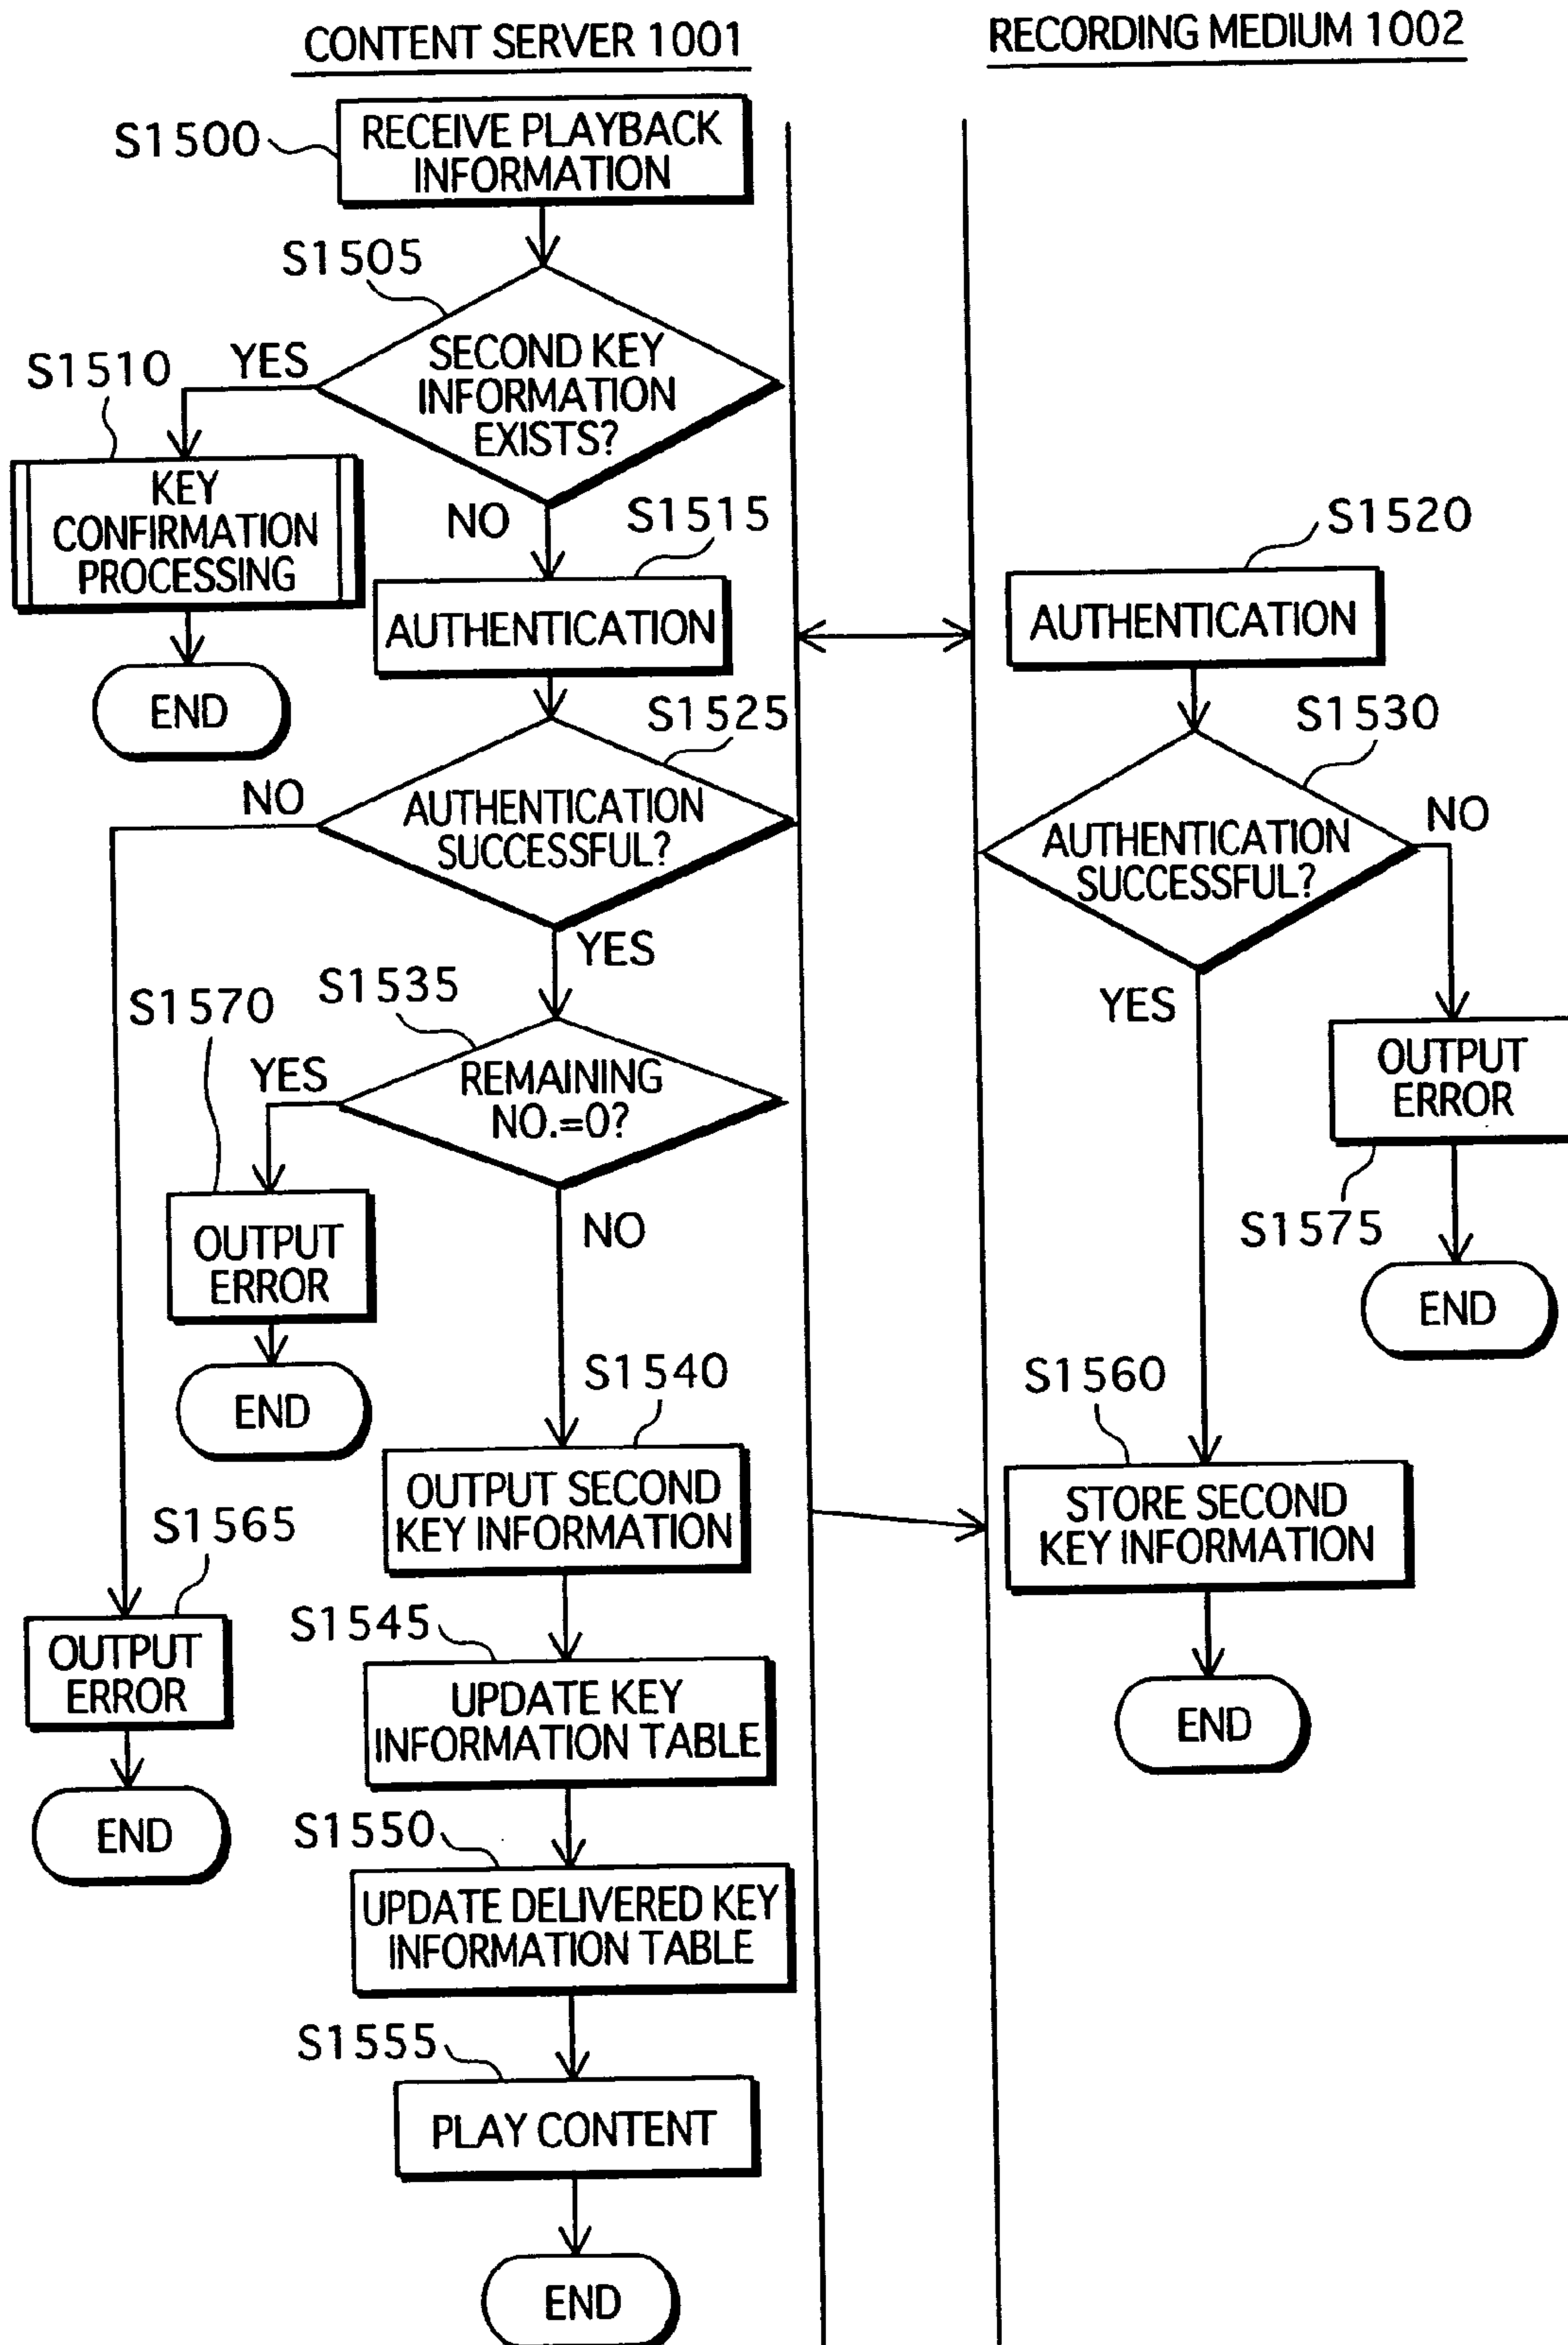 CONTENT SERVER 1001
RECORDING MEDIUM 1002
S1500
RECEIVE PLAYBACK
INFORMATION
S1505
SECOND KEY
INFORMATION
EXISTS?
YES
S1510
KEY
CONFIRMATION
PROCESSING
END
NO
S1515
AUTHENTICATION
S1520
AUTHENTICATION
S1525
AUTHENTICATION
SUCCESSFUL?
NO
YES
S1530
AUTHENTICATION
SUCCESSFUL?
NO
YES
S1535
REMAINING
NO.=0?
YES
S1570
OUTPUT
ERROR
END
NO
OUTPUT
ERROR
S1575
END
S1540
OUTPUT SECOND
KEY INFORMATION
S1560
STORE SECOND
KEY INFORMATION
END
S1565
OUTPUT
ERROR
END
S1545
UPDATE KEY
INFORMATION TABLE
S1550
UPDATE DELIVERED KEY
INFORMATION TABLE
S1555
PLAY CONTENT
END